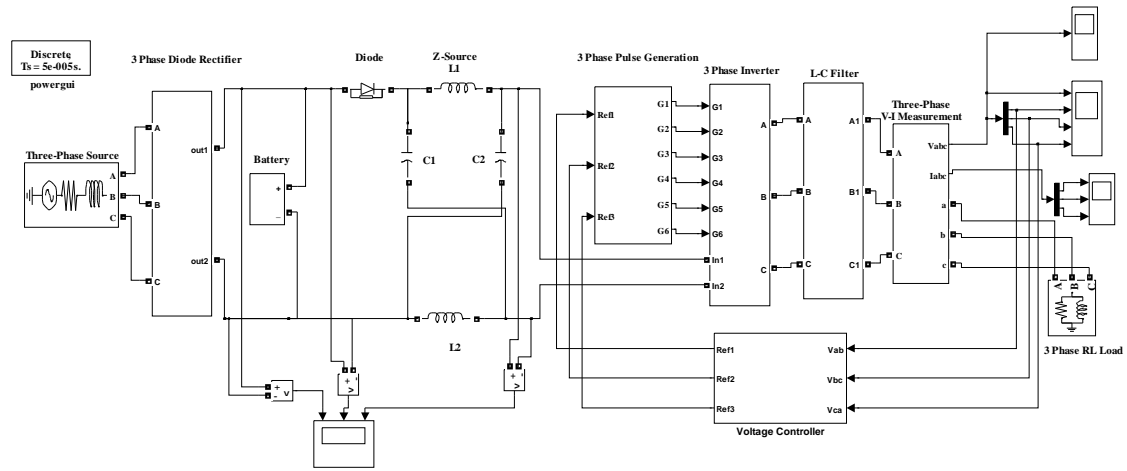 Discrete,
Ts = 5e-005s.
powergui
3 Phase Diode Rectifier
A
B
C
out1
out2
Three-Phase Source
A
B
C
Battery
+
–
Diode
Z-Source
L1
C1
C2
L2
+
-
v
+
-
v
+
-
v
3 Phase Pulse Generation
Ref1
Ref2
Ref3
G1
G2
G3
G4
G5
G6
3 Phase Inverter
G1
G2
G3
G4
G5
G6
In1
In2
A
B
C
L-C Filter
A
B
C
A1
B1
C1
Three-Phase
V-I Measurement
A
B
C
Vabc
Iabc
a
b
c
A
B
C
3 Phase RL Load
Ref1
Ref2
Ref3
Vab
Vbc
Vca
Voltage Controller